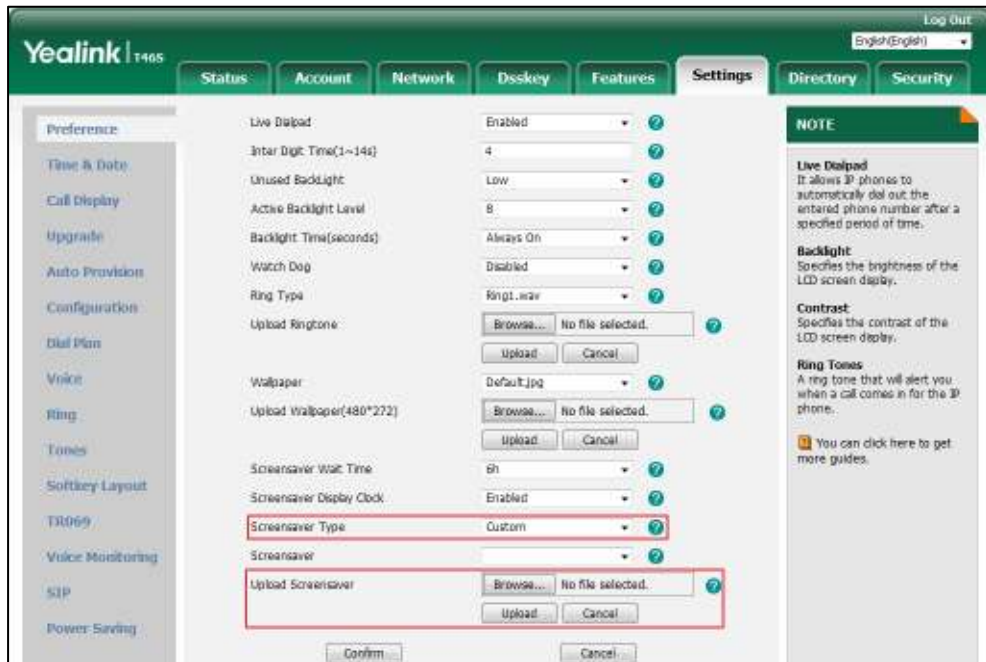 Log Out
Yealink | T46S
English(English)
Status Account Network Dsskey Features Settings Directory Security
Preference
Time & Date
Call Display
Upgrade
Auto Provision
Configuration
Dial Plan
Voice
Ring
Tones
Softkey Layout
TR069
Voice Monitoring
SIP
Power Saving
Live Dialpad Enabled
Inter Digit Time(1~14s) 4
Unused BackLight Low
Active Backlight Level 8
Backlight Time(seconds) Always On
Watch Dog Disabled
Ring Type Ring1.wav
Upload Ringtone Browse... No file selected.
Upload Cancel
Wallpaper Default.jpg
Upload Wallpaper(480*272) Browse... No file selected.
Upload Cancel
Screensaver Wait Time 6h
Screensaver Display Clock Enabled
Screensaver Type Custom
Screensaver
Upload Screensaver Browse... No file selected.
Upload Cancel
Confirm Cancel
NOTE
Live Dialpad
It allows IP phones to
automatically dial out the
entered phone number after a
specified period of time.
Backlight
Specifies the brightness of the
LCD screen display.
Contrast
Specifies the contrast of the
LCD screen display.
Ring Tones
A ring tone that will alert you
when a call comes in for the IP
phone.
You can click here to get
more guides.